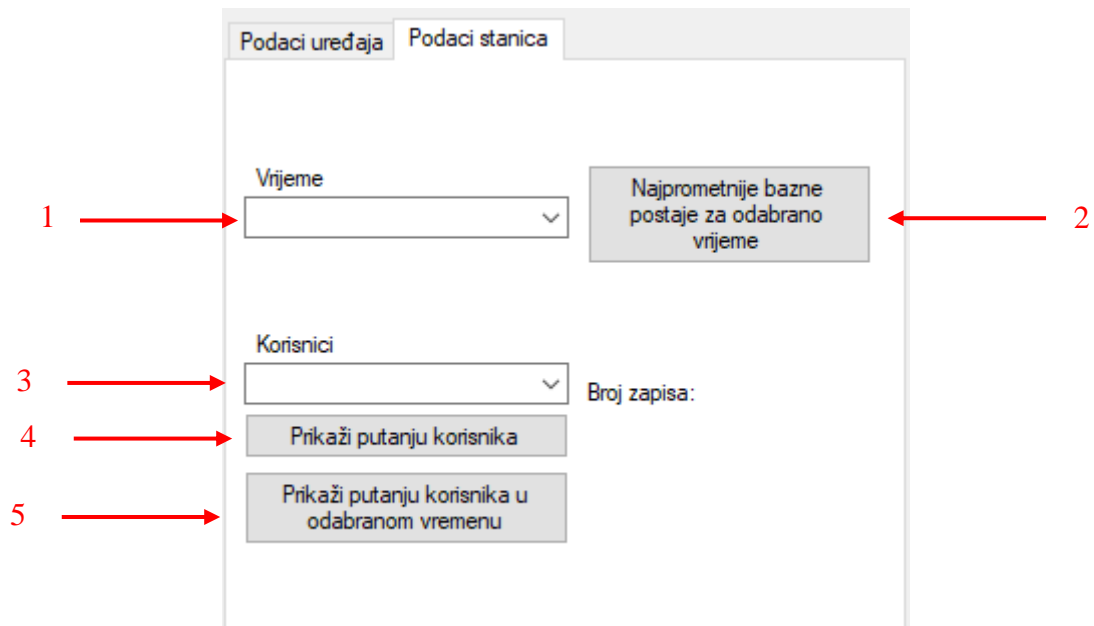 Podaci uređaja Podaci stanica
Vrijeme
1
Najprometnije bazne
postaje za odabrano
vrijeme
2
Korisnici
3
Broj zapisa:
4
Prikaži putanju korisnika
5
Prikaži putanju korisnika u
odabranom vremenu